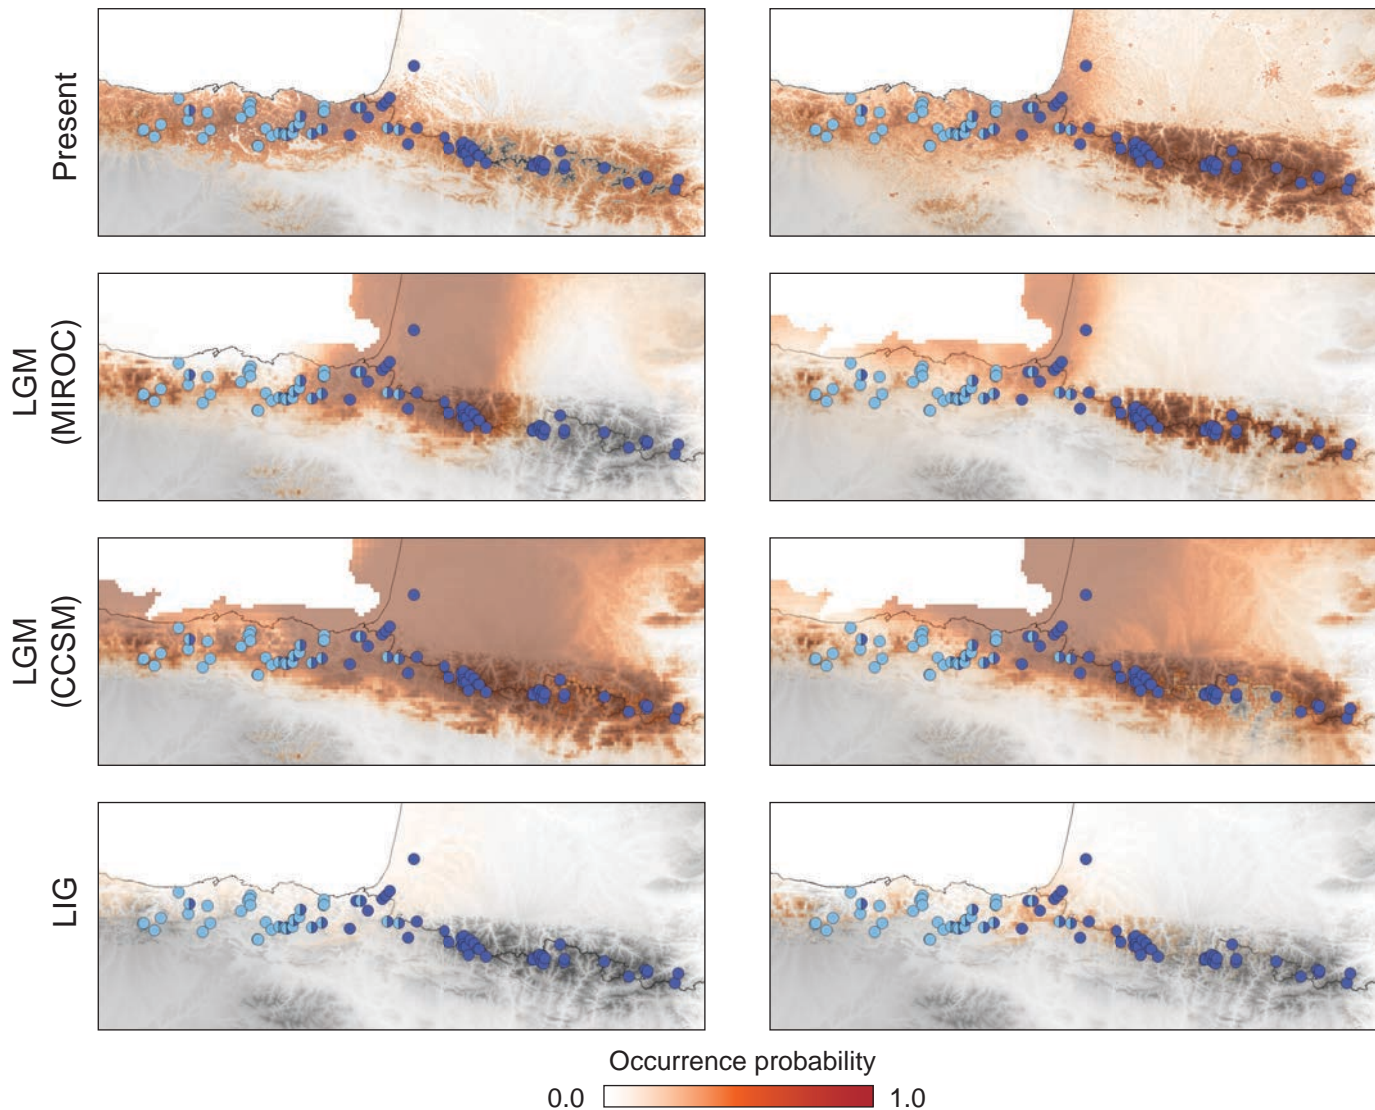 Present
LGM
(MIROC)
LGM
(CCSM)
LIG
Occurrence probability
0.0
1.0